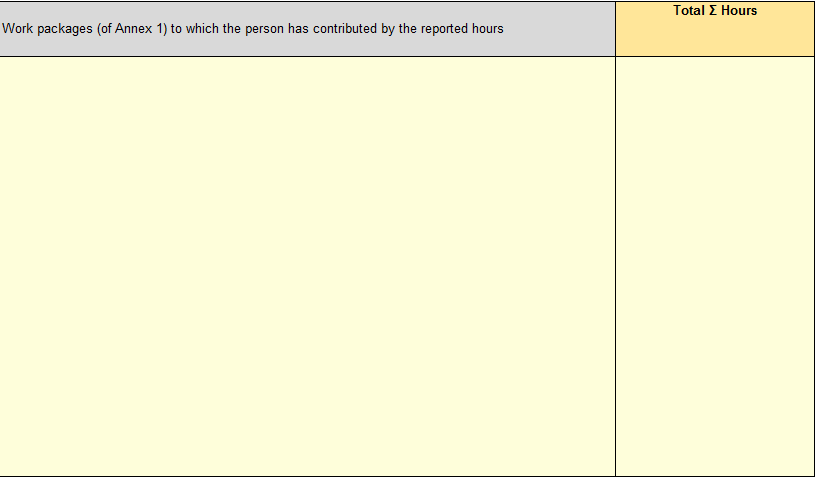 Work packages (of Annex 1) to which the person has contributed by the reported hours
Total Σ Hours